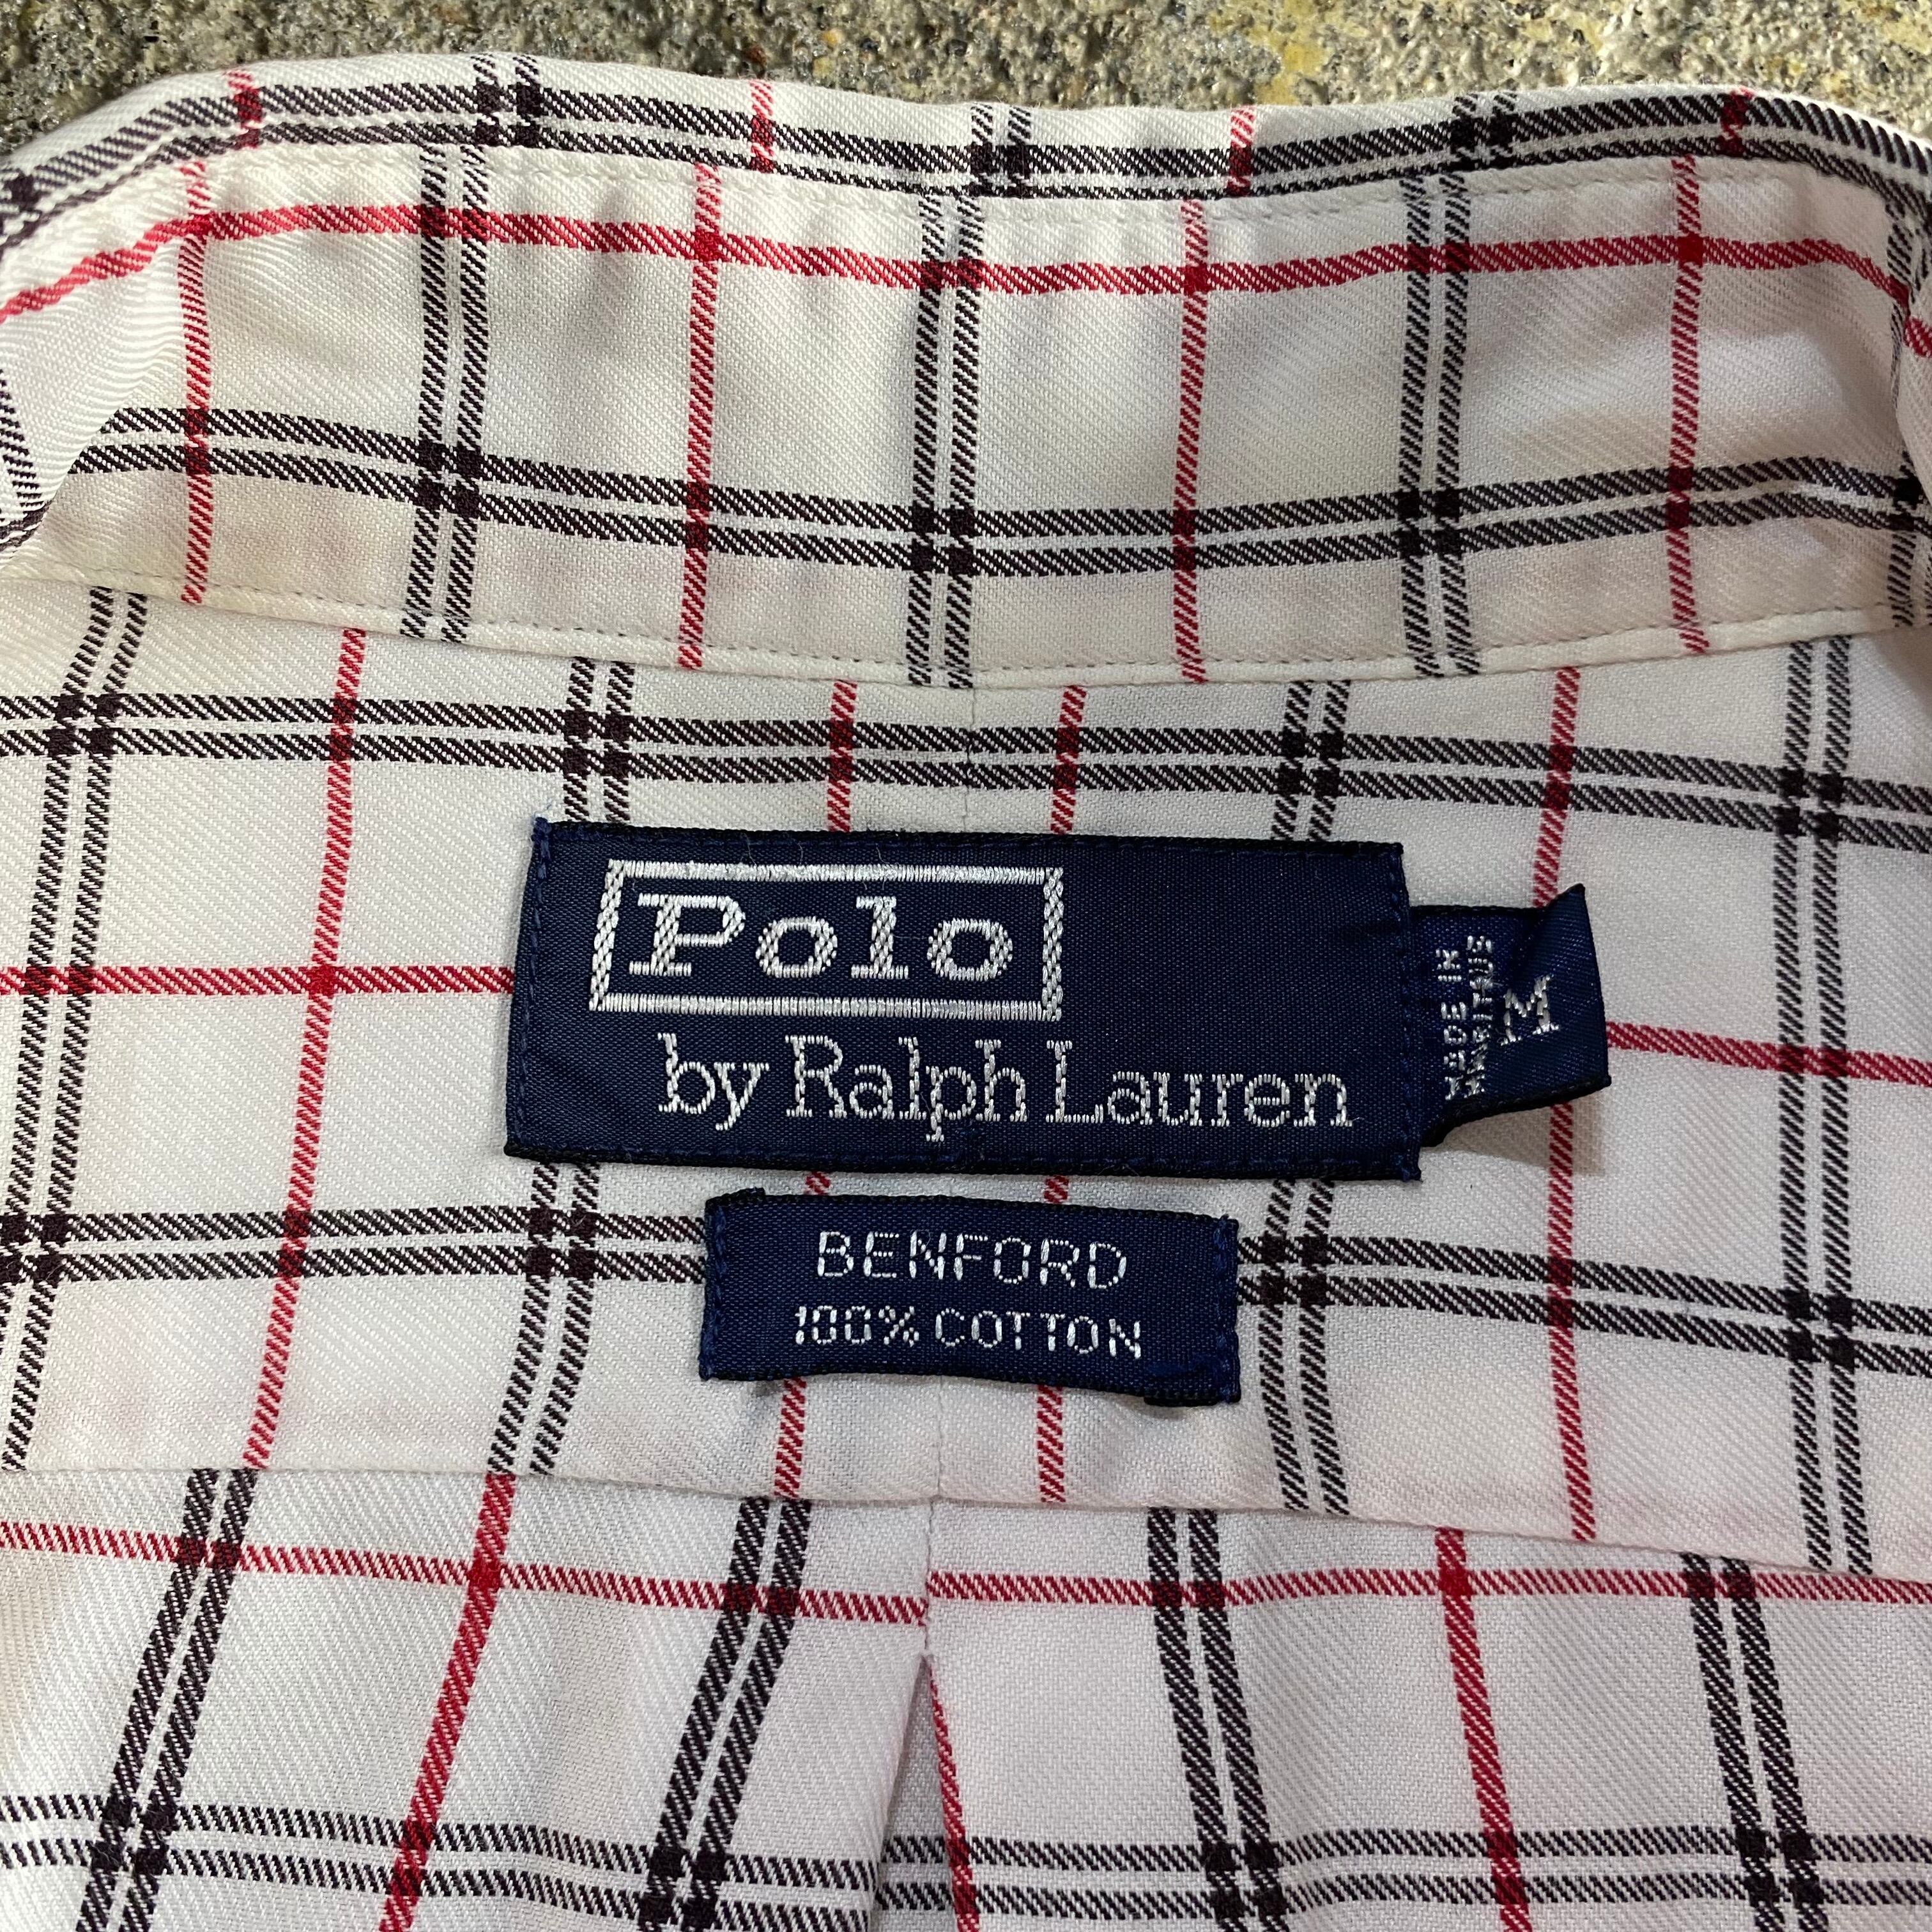 Polo
by Ralph Lauren
MADE IN
MAURITIUS
M
BENFORD
100% COTTON